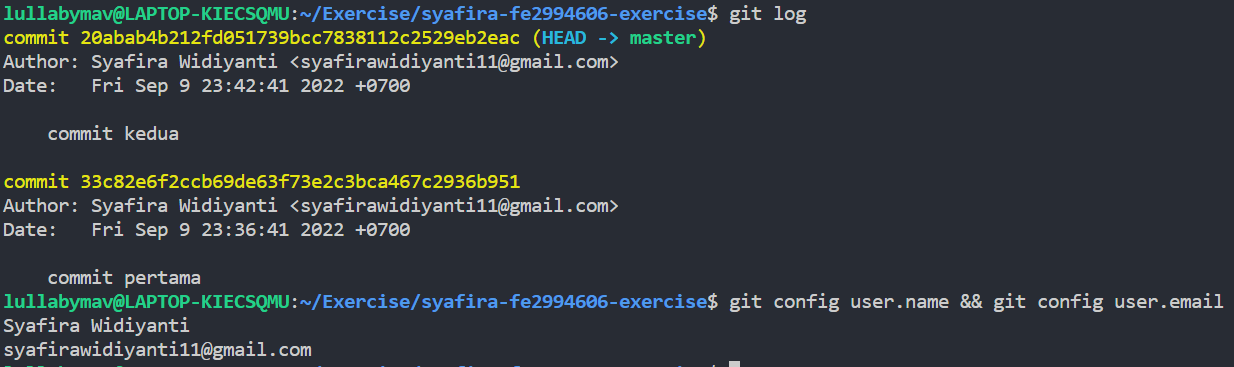 lullabymav@LAPTOP-KIECSQMU:~/Exercise/syafira-fe2994606-exercise$ git log
commit 20abab4b212fd051739bcc7838112c2529eb2eac (HEAD -> master)
Author: Syafira Widiyanti <syafirawidiyanti11@gmail.com>
Date:   Fri Sep 9 23:42:41 2022 +0700
    commit kedua
commit 33c82e6f2ccb69de63f73e2c3bca467c2936b951
Author: Syafira Widiyanti <syafirawidiyanti11@gmail.com>
Date:   Fri Sep 9 23:36:41 2022 +0700
    commit pertama
lullabymav@LAPTOP-KIECSQMU:~/Exercise/syafira-fe2994606-exercise$ git config user.name && git config user.email
Syafira Widiyanti
syafirawidiyanti11@gmail.com